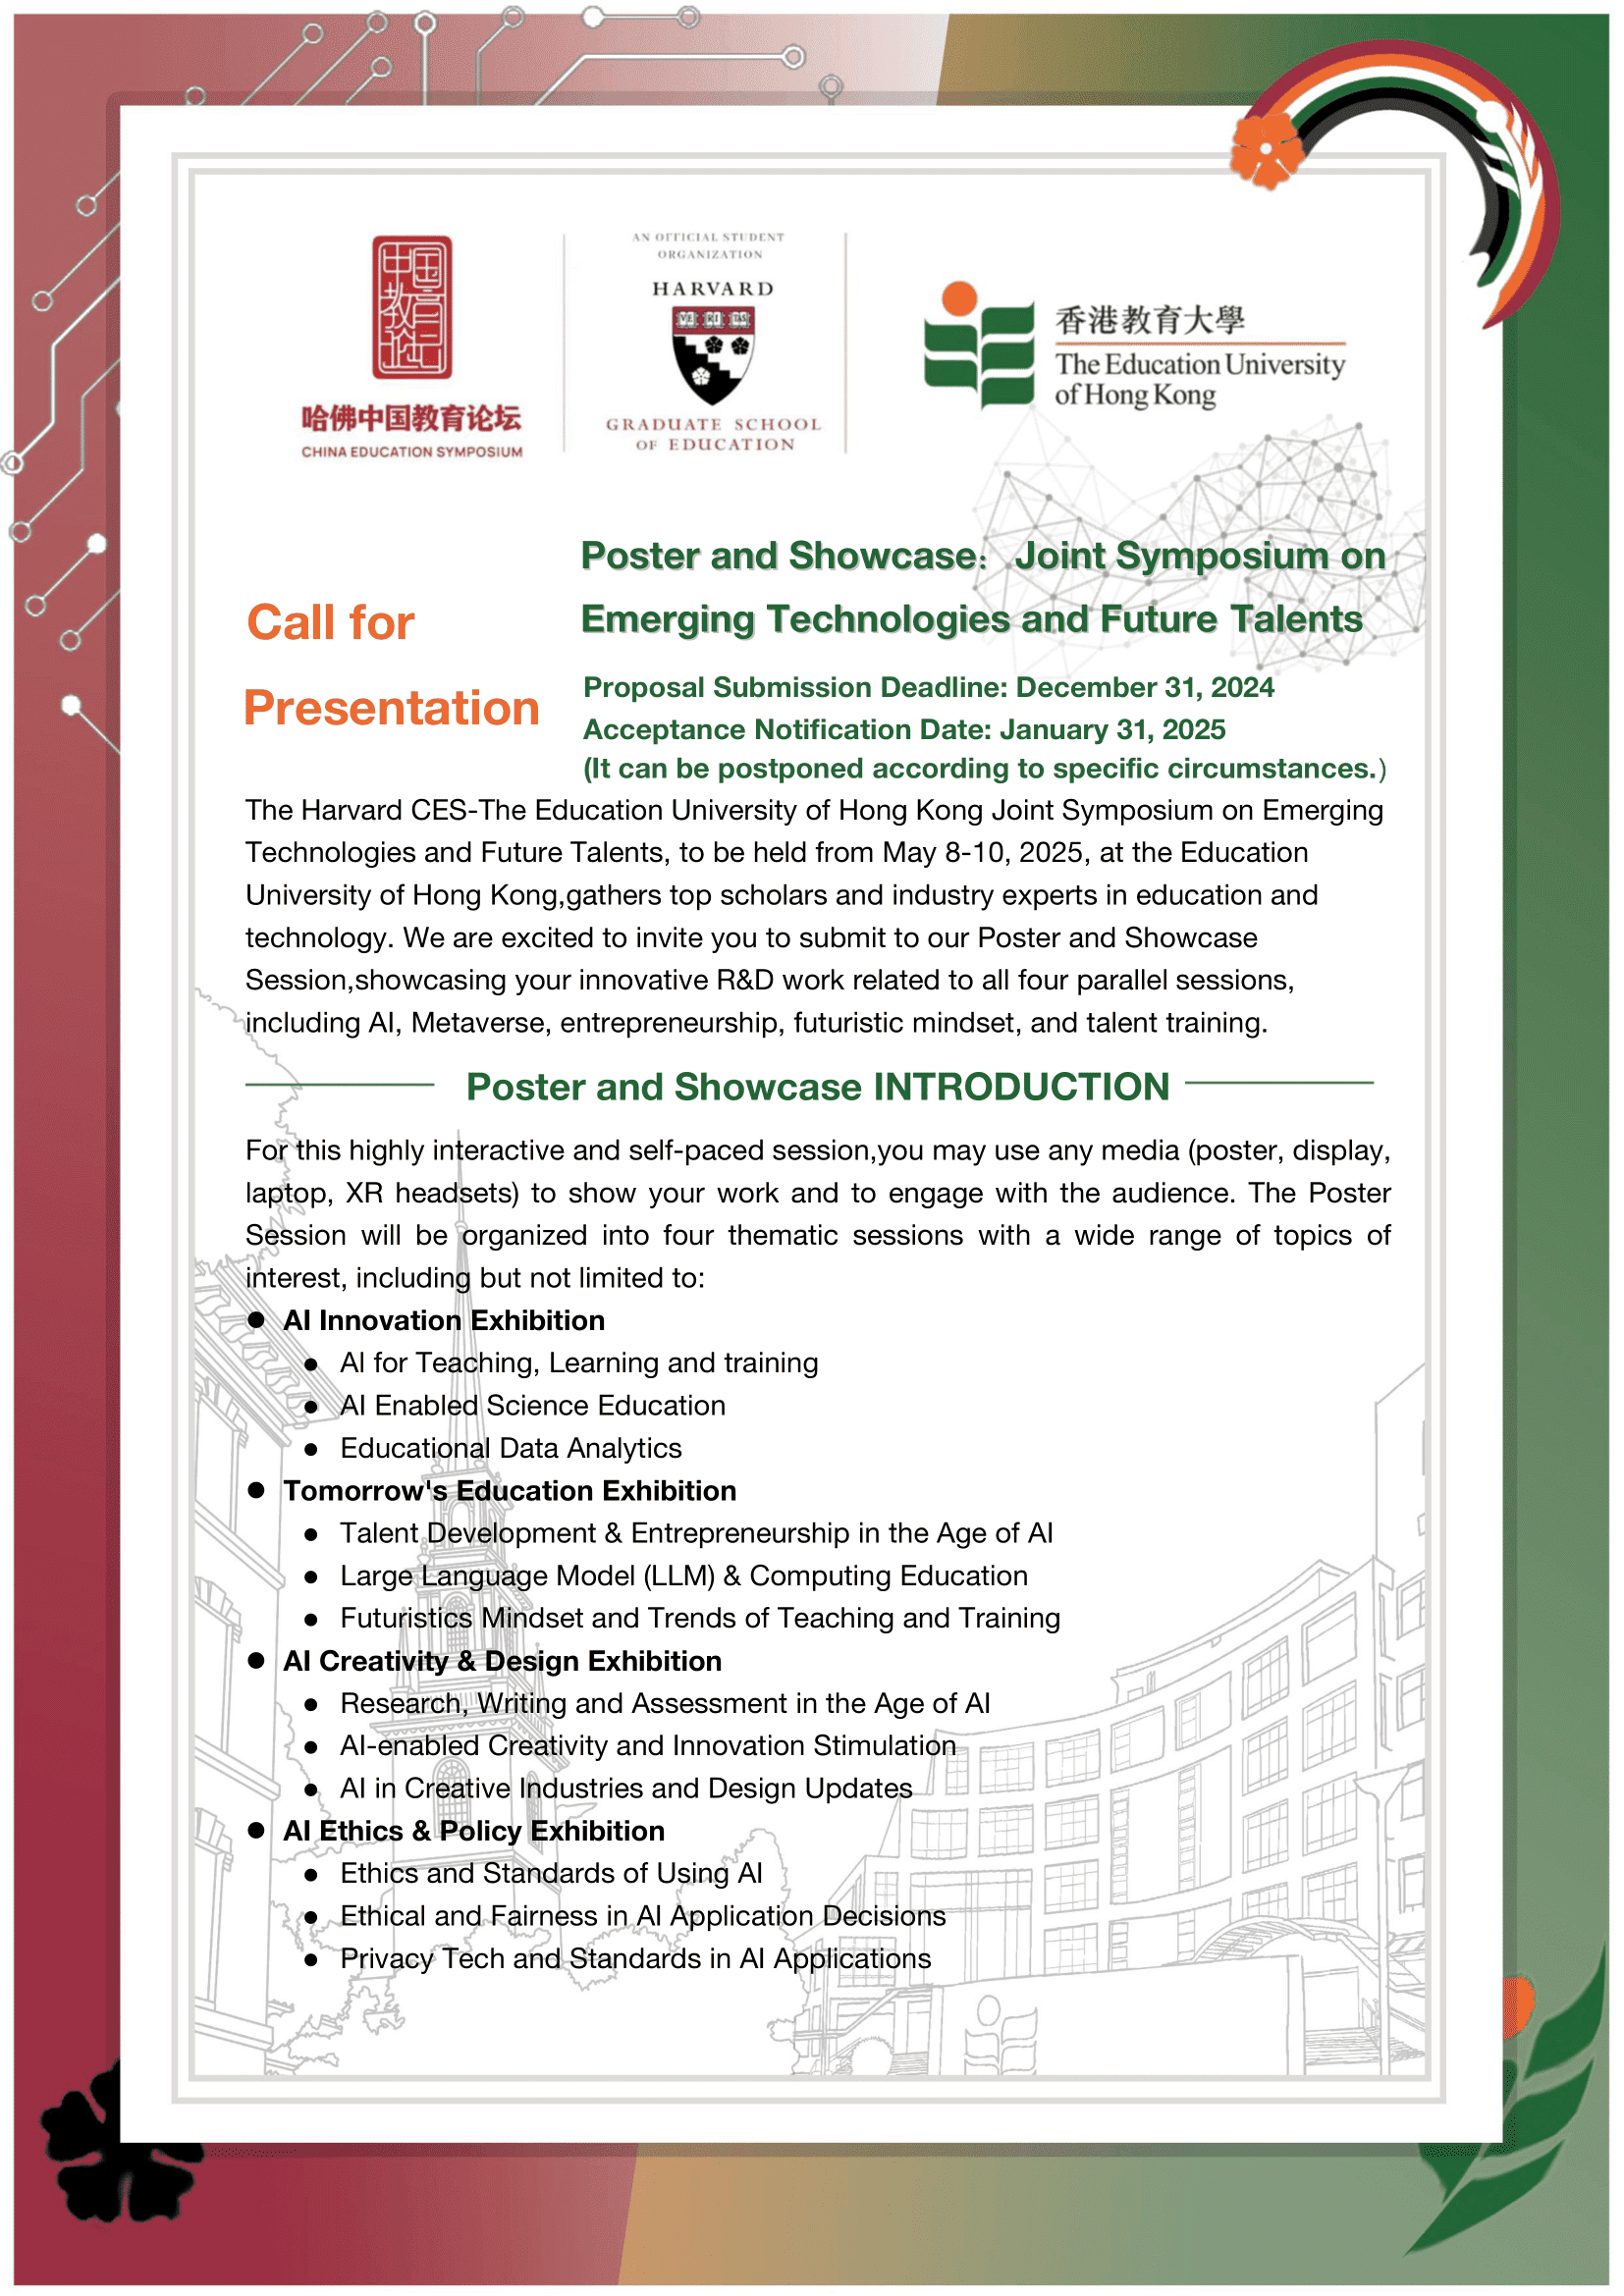 中国教育论坛
哈佛中国教育论坛
CHINA EDUCATION SYMPOSIUM
AN OFFICIAL STUDENT
ORGANIZATION
HARVARD
VE RI TAS
GRADUATE SCHOOL
OF EDUCATION
香港教育大學
The Education University
of Hong Kong
Call for
Presentation
Poster and Showcase：Joint Symposium on
Emerging Technologies and Future Talents
Proposal Submission Deadline: December 31, 2024
Acceptance Notification Date: January 31, 2025
(It can be postponed according to specific circumstances.)
The Harvard CES-The Education University of Hong Kong Joint Symposium on Emerging
Technologies and Future Talents, to be held from May 8-10, 2025, at the Education
University of Hong Kong,gathers top scholars and industry experts in education and
technology. We are excited to invite you to submit to our Poster and Showcase
Session,showcasing your innovative R&D work related to all four parallel sessions,
including AI, Metaverse, entrepreneurship, futuristic mindset, and talent training.
Poster and Showcase INTRODUCTION
For this highly interactive and self-paced session,you may use any media (poster, display,
laptop, XR headsets) to show your work and to engage with the audience. The Poster
Session will be organized into four thematic sessions with a wide range of topics of
interest, including but not limited to:
● AI Innovation Exhibition
● AI for Teaching, Learning and training
● AI Enabled Science Education
● Educational Data Analytics
● Tomorrow's Education Exhibition
● Talent Development & Entrepreneurship in the Age of AI
● Large Language Model (LLM) & Computing Education
● Futuristics Mindset and Trends of Teaching and Training
● AI Creativity & Design Exhibition
● Research, Writing and Assessment in the Age of AI
● AI-enabled Creativity and Innovation Stimulation
● AI in Creative Industries and Design Updates
● AI Ethics & Policy Exhibition
● Ethics and Standards of Using AI
● Ethical and Fairness in AI Application Decisions
● Privacy Tech and Standards in AI Applications